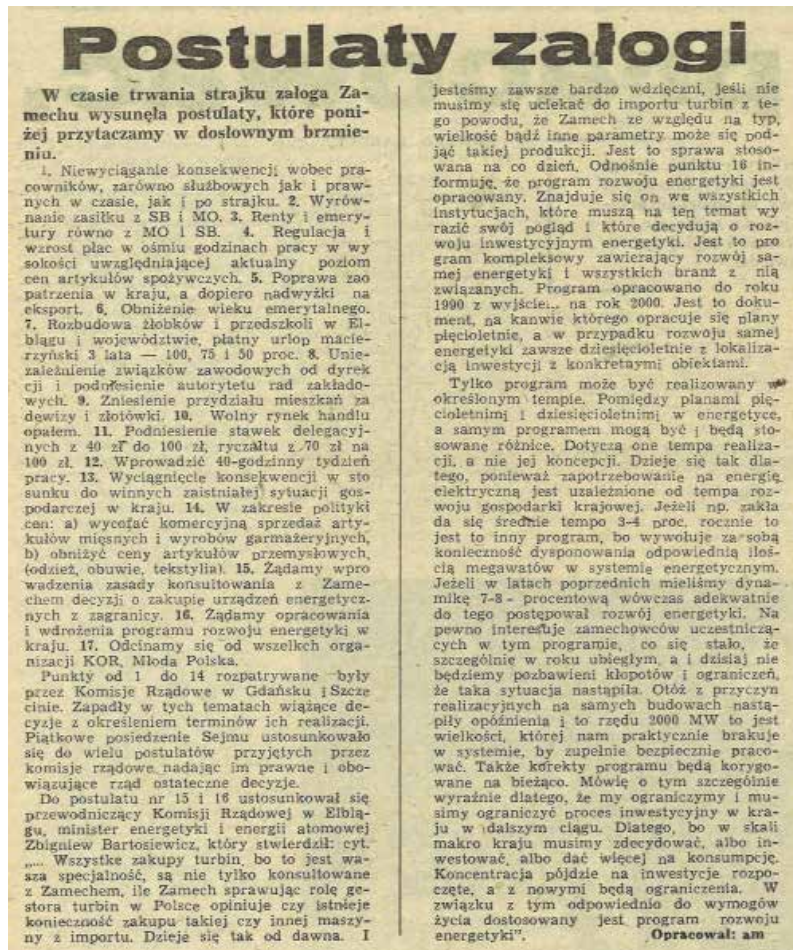 Postulaty załogi
W czasie trwania strajku załoga Za-
mechu wysunęła postulaty, które poni-
żej przytaczamy w dosłownym brzmie-
niu.
1. Niewyciąganie konsekwencji wobec pra-
cowników, zarówno służbowych jak i praw-
nych w czasie, jak i po strajku. 2. Wyrów-
nanie zasiłku z SB i MO. 3. Renty i emery-
tury równo z MO i SB. 4. Regulacja i
wzrost płac w ośmiu godzinach pracy w wy
sokości uwzględniającej aktualny poziom
cen artykułów spożywczych. 5. Poprawa zao
patrzenia w kraju, a dopiero nadwyżki na
eksport. 6. Obniżenie wieku emerytalnego.
7. Rozbudowa żłobków i przedszkoli w El-
blągu i województwie, płatny urlop macie-
rzyński 3 lata — 100, 75 i 50 proc. 8. Unie-
zależnienie związków zawodowych od dyrek
cji i podniesienie autorytetu rad zakłado-
wych. 9. Zniesienie przydziału mieszkań za
dewizy i złotówki. 10. Wolny rynek handlu
opałem. 11. Podniesienie stawek delegacyj-
nych z 40 zł do 100 zł, ryczałtu z 70 zł na
100 zł. 12. Wprowadzić 40-godzinny tydzień
pracy. 13. Wyciągnięcie konsekwencji w sto
sunku do winnych zaistniałej sytuacji gos-
podarczej w kraju. 14. W zakresie polityki
cen: a) wycofać komercyjną sprzedaż arty-
kułów mięsnych i wyrobów garmażeryjnych,
b) obniżyć ceny artykułów przemysłowych,
(odzież, obuwie, tekstylia). 15. Żądamy wpro
wadzenia zasady konsultowania z Zame-
chem decyzji o zakupie urządzeń energetycz-
nych z zagranicy. 16. Żądamy opracowania
i wdrożenia programu rozwoju energetyki w
kraju. 17. Odcinamy się od wszelkch orga-
nizacji KOR, Młoda Polska.
Punkty od 1 do 14 rozpatrywane były
przez Komisje Rządowe w Gdańsku i Szcze
cinie. Zapadły w tych tematach wiążące de-
cyzje z określeniem terminów ich realizacji.
Piątkowe posiedzenie Sejmu ustosunkowało
się do wielu postulatów przyjętych przez
komisje rządowe nadając im prawne i obo-
wiązujące rząd ostateczne decyzje.
Do postulatu nr 15 i 16 ustosunkował się
przewodniczący Komisji Rządowej w Elblą-
gu, minister energetyki i energii atomowej
Zbigniew Bartosiewicz, który stwierdził: cyt.
„... Wszystkie zakupy turbin, bo to jest wa-
sza specjalność, są nie tylko konsultowane
z Zamechem, ile Zamech sprawując rolę ge-
stora turbin w Polsce opiniuje czy istnieje
konieczność zakupu takiej czy innej maszy-
ny z importu. Dzieje się tak od dawna. I
jesteśmy zawsze bardzo wdzięczni, jeśli nie
musimy się uciekać do importu turbin z te-
go powodu, że Zamech ze względu na typ,
wielkość bądź inne parametry może się pod-
jąć takiej produkcji. Jest to sprawa stoso-
wana na co dzień. Odnośnie punktu 16 in-
formuję, że program rozwoju energetyki jest
opracowany. Znajduje się on we wszystkich
instytucjach, które muszą na ten temat wy
razić swój pogląd i które decydują o roz-
woju inwestycyjnym energetyki. Jest to pro
gram kompleksowy zawierający rozwój sa-
mej energetyki i wszystkich branż z nią
związanych. Program opracowano do roku
1990 z wyjście... na rok 2000. Jest to doku-
ment, na kanwie którego opracuje się plany
pięcioletnie, a w przypadku rozwoju samej
energetyki zawsze dziesięcioletnie z lokaliza-
cją inwestycji z konkretnymi obiektami.
Tylko program może być realizowany w
określonym tempie. Pomiędzy planami pię-
cioletnimi i dziesięcioletnimi w energetyce,
a samym programem mogą być i będą sto-
sowane różnice. Dotyczą one tempa realiza-
cji, a nie jej koncepcji. Dzieje się tak dla-
tego, ponieważ zapotrzebowanie na energię
elektryczną jest uzależnione od tempa roz-
woju gospodarki krajowej. Jeżeli np. zakła
da się średnie tempo 3-4 proc. rocznie to
jest to inny program, bo wywołuje za sobą
konieczność dysponowania odpowiednią iloś-
cią megawatów w systemie energetycznym.
Jeżeli w latach poprzednich mieliśmy dyna-
mikę 7-8 - procentową wówczas adekwatnie
do tego postępował rozwój energetyki. Na
pewno interesuje zamechowców uczestniczą-
cych w tym programie, co się stało, że
szczególnie w roku ubiegłym, a i dzisiaj nie
będziemy pozbawieni kłopotów i ograniczeń,
że taka sytuacja nastąpiła. Otóż z przyczyn
realizacyjnych na samych budowach nastą-
piły opóźnienia i to rzędu 2000 MW to jest
wielkości, której nam praktycznie brakuje
w systemie, by zupełnie bezpiecznie praco-
wać. Także korekty programu będą korygo-
wane na bieżąco. Mówię o tym szczególnie
wyraźnie dlatego, że my ograniczymy i mu-
simy ograniczyć proces inwestycyjny w kra-
ju w dalszym ciągu. Dlatego, bo w skali
makro kraju musimy zdecydować, albo in-
westować, albo dać więcej na konsumpcję.
Koncentracja pójdzie na inwestycje rozpo-
częte, a z nowymi będą ograniczenia. W
związku z tym odpowiednio do wymogów
życia dostosowany jest program rozwoju
energetyki".
Opracował: am